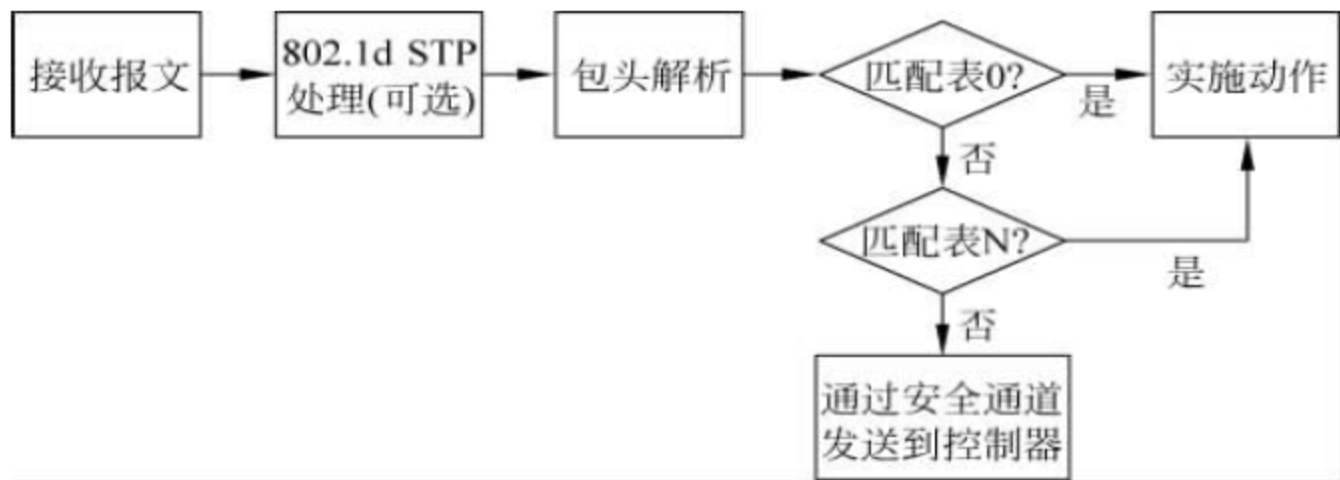 接收报文
802.1d STP
处理(可选)
包头解析
匹配表0?
是
实施动作
否
匹配表N?
是
否
通过安全通道
发送到控制器